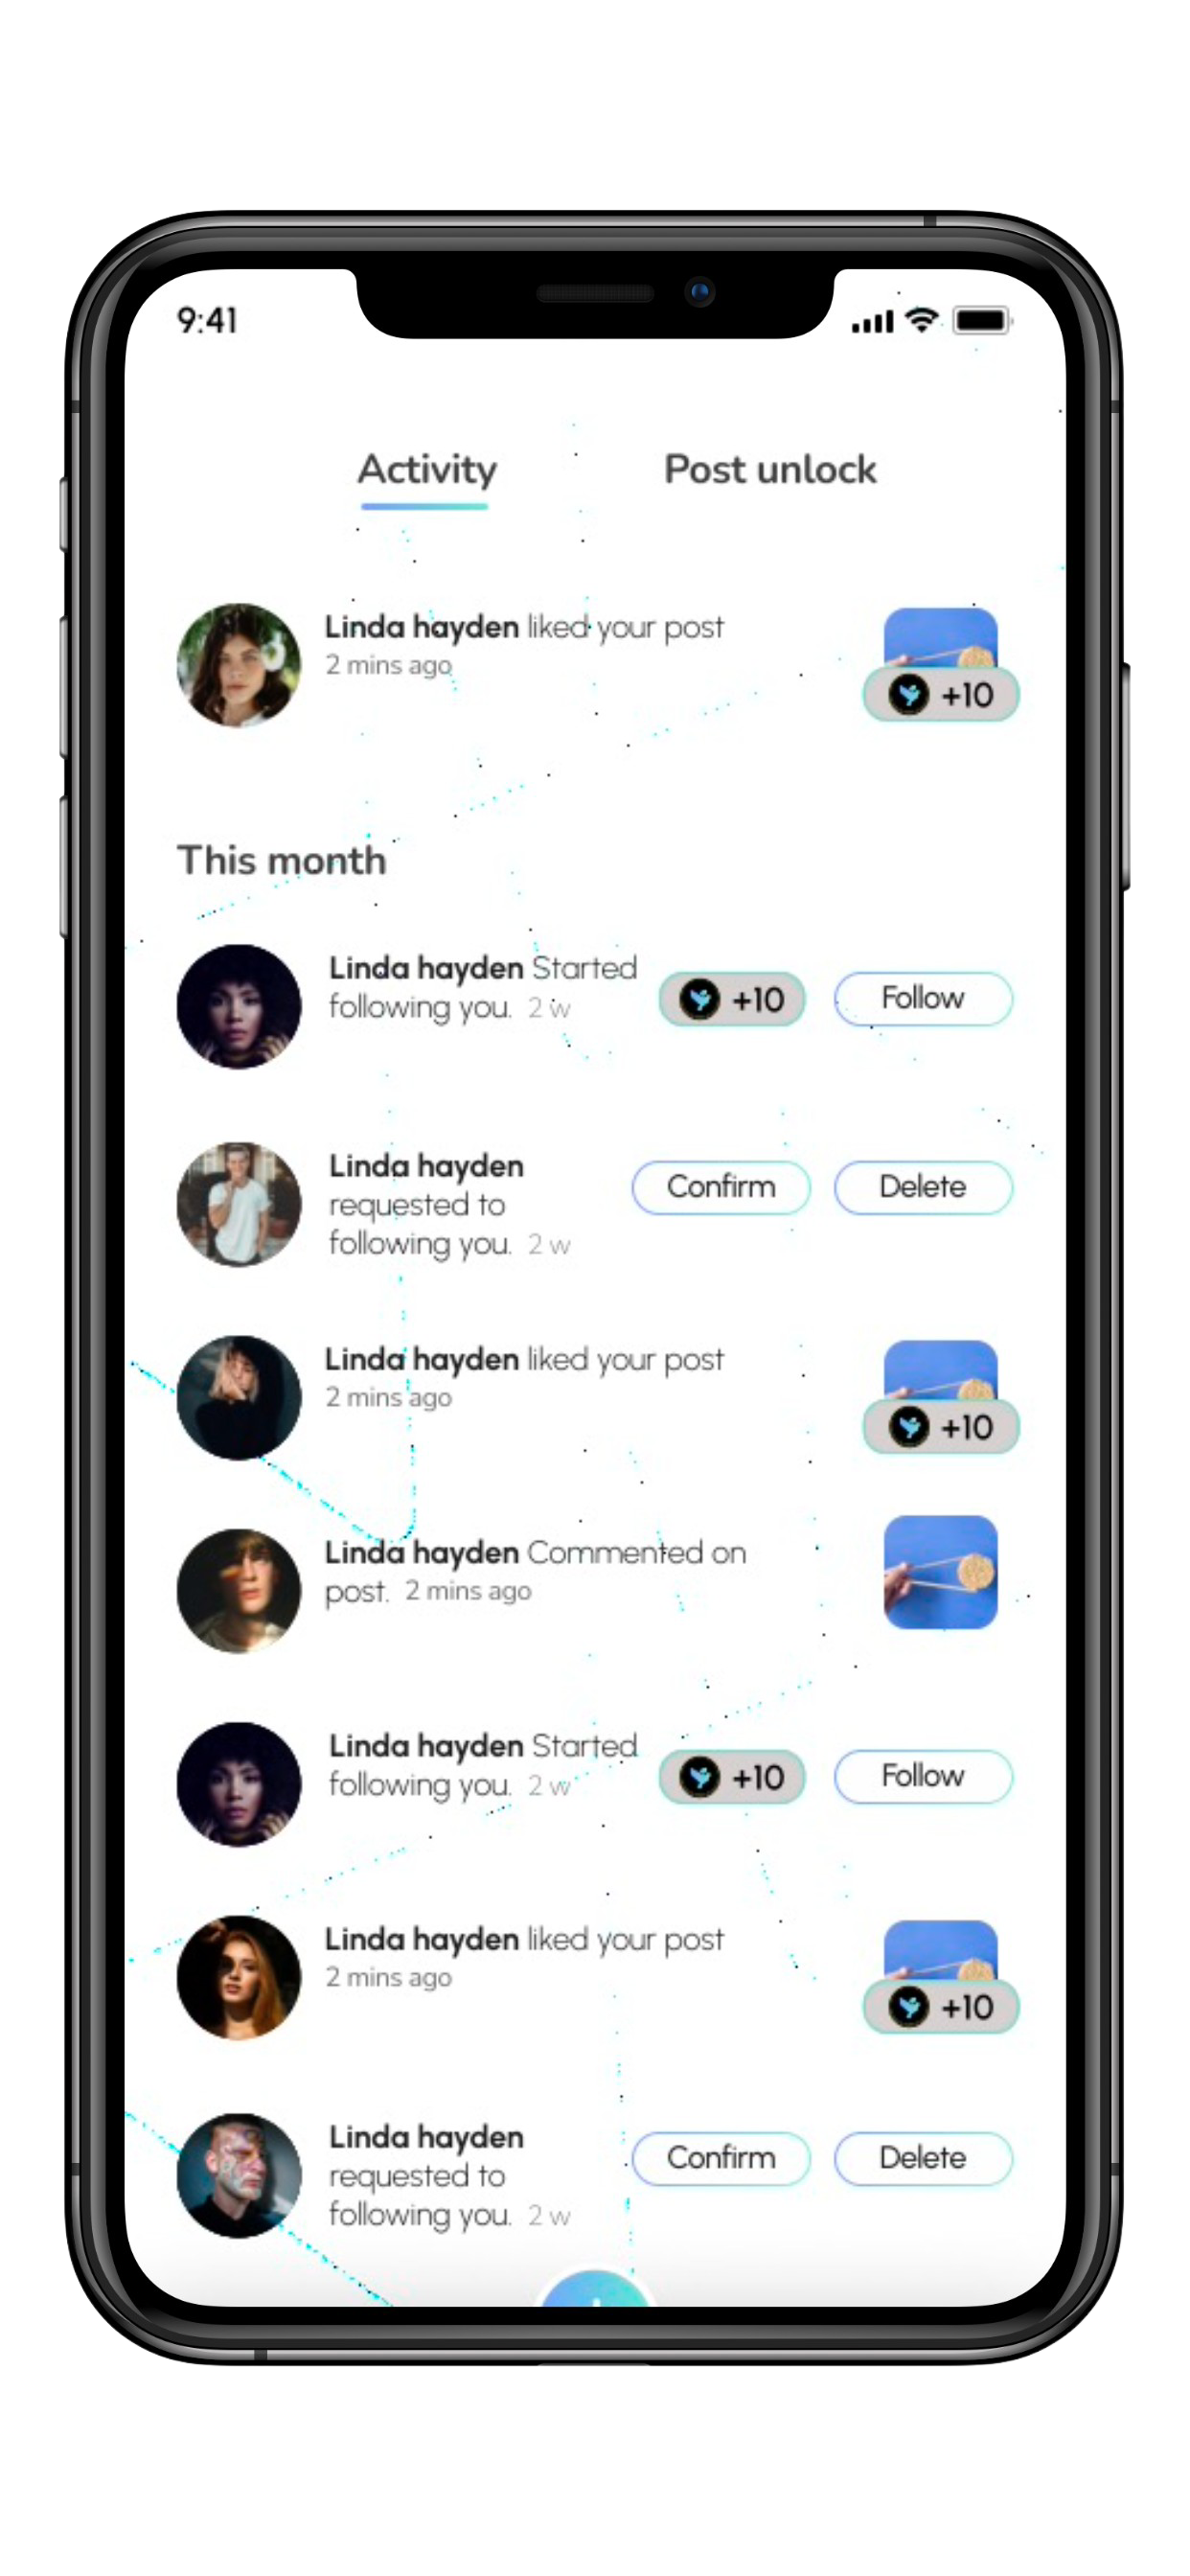 9:41
Activity Post unlock
Linda hayden liked your post
2 mins ago
+10
This month
Linda hayden Started
following you. 2 w
+10 Follow
Linda hayden
requested to
following you. 2 w
Confirm Delete
Linda hayden liked your post
2 mins ago
+10
Linda hayden Commented on
post. 2 mins ago
Linda hayden Started
following you. 2 w
+10 Follow
Linda hayden liked your post
2 mins ago
+10
Linda hayden
requested to
following you. 2 w
Confirm Delete